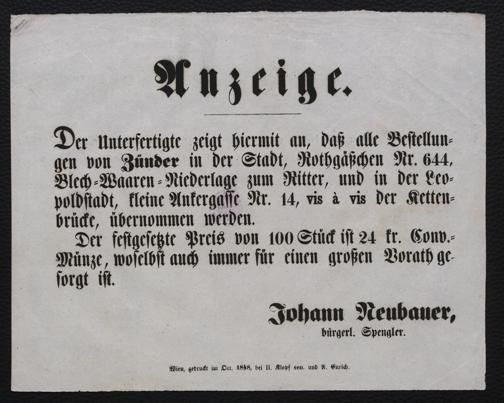 Anzeige.
Der Unterfertigte zeigt hiermit an, daß alle Bestellun-
gen von Zünder in der Stadt, Rothgäßchen Nr. 644,
Blech-Waaren-Niederlage zum Ritter, und in der Leo-
poldstadt, kleine Ankergasse Nr. 14, vis à vis der Ketten-
brücke, übernommen werden.
Der festgesetzte Preis von 100 Stück ist 24 kr. Conv.-
Münze, woselbst auch immer für einen großen Vorath ge-
sorgt ist.
Johann Neubauer,
bürgerl. Spengler.
Wien, gedruckt im Oct. 1848, bei U. Klopf sen. und A. Eurich.